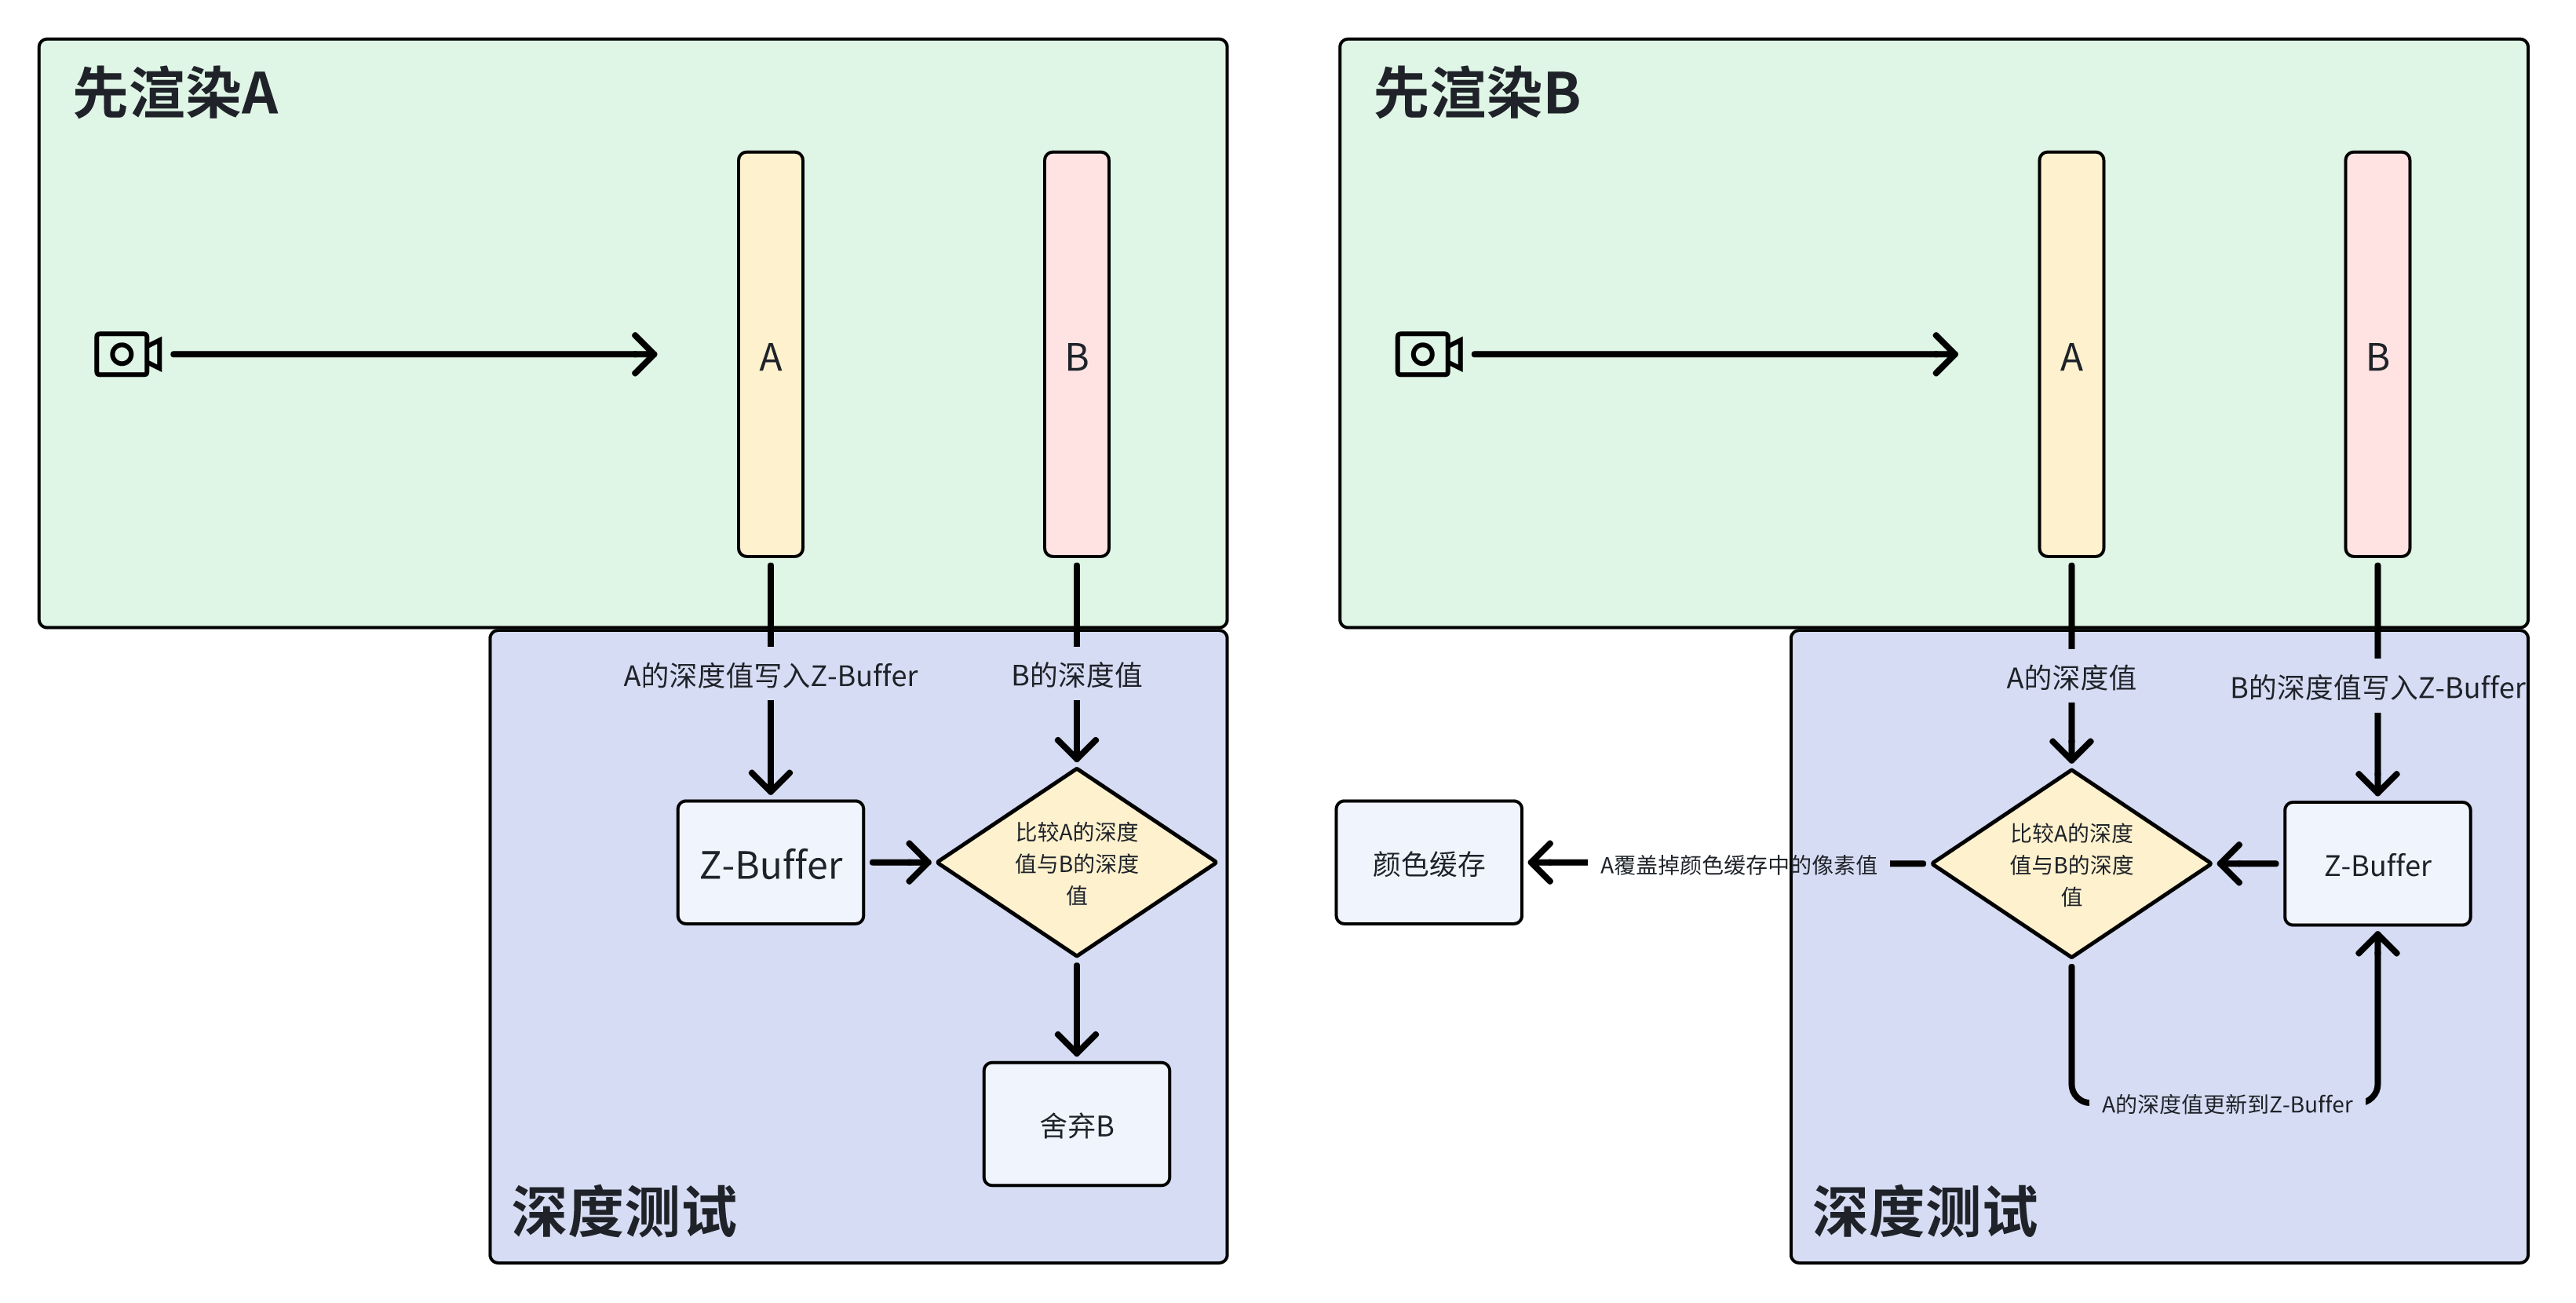 先渲染A
A
B
A的深度值写入Z-Buffer
B的深度值
Z-Buffer
比较A的深度
值与B的深度
值
舍弃B
深度测试
先渲染B
A
B
A的深度值
B的深度值写入Z-Buffer
颜色缓存
A覆盖掉颜色缓存中的像素值
比较A的深度
值与B的深度
值
Z-Buffer
A的深度值更新到Z-Buffer
深度测试